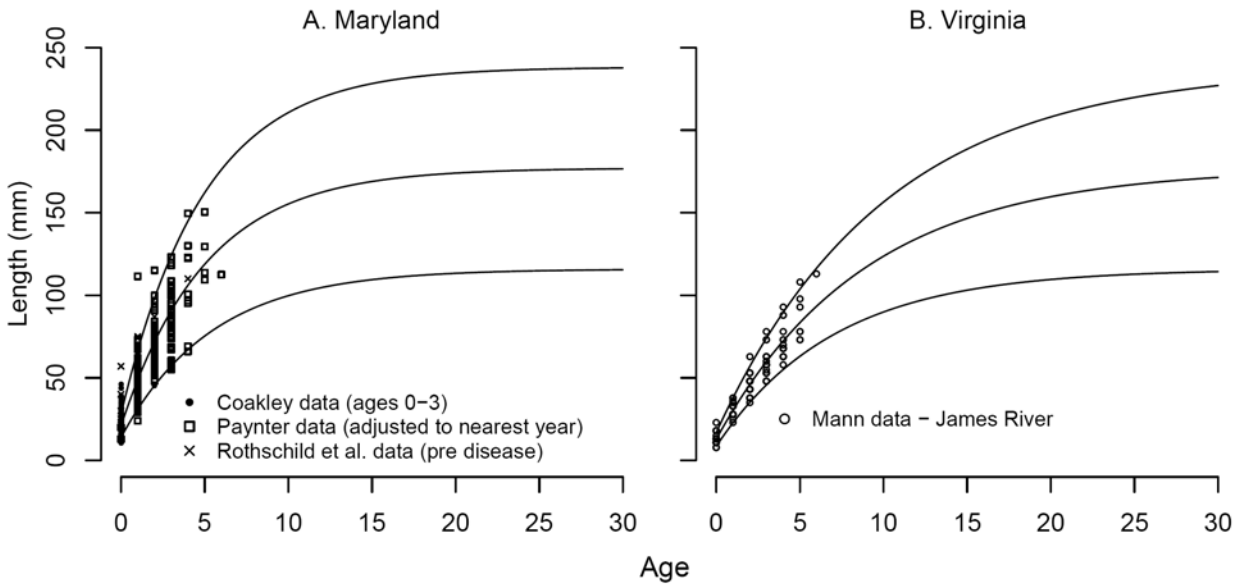 A. Maryland
B. Virginia
Length (mm)
250
200
150
100
50
0
Coakley data (ages 0−3)
Paynter data (adjusted to nearest year)
Rothschild et al. data (pre disease)
Mann data − James River
0 5 10 15 20 25 30
0 5 10 15 20 25 30
Age